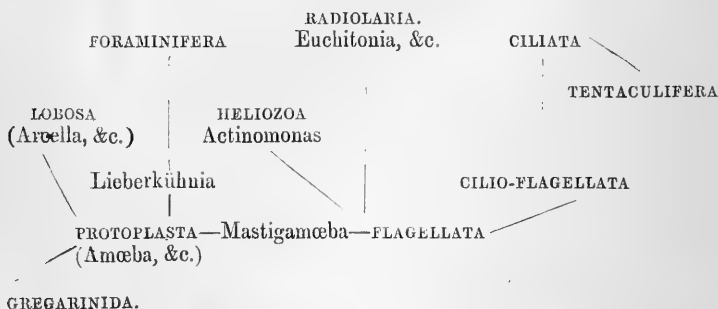 RADIOLARIA.
FORAMINIFERA Euchitonia, &c. CILIATA
TENTACULIFERA
LOBOSA HELIOZOA
(Arcella, &c.) Actinomonas
Lieberkühnia CILIO-FLAGELLATA
PROTOPLASTA—Mastigamœba—FLAGELLATA
(Amœba, &c.)
GREGARINIDA.